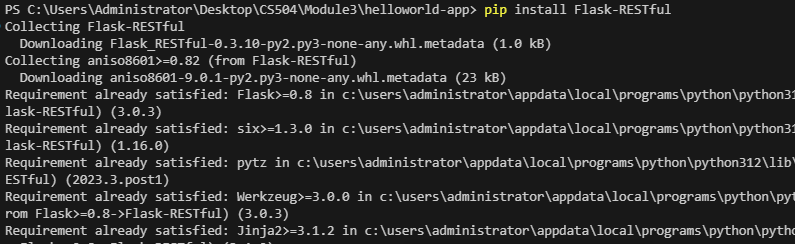 PS C:\Users\Administrator\Desktop\CS504\Module3\helloworld-app> pip install Flask-RESTful
Collecting Flask-RESTful
Downloading Flask_RESTful-0.3.10-py2.py3-none-any.whl.metadata (1.0 kB)
Collecting aniso8601>=0.82 (from Flask-RESTful)
Downloading aniso8601-9.0.1-py2.py3-none-any.whl.metadata (23 kB)
Requirement already satisfied: Flask>=0.8 in c:\users\administrator\appdata\local\programs\python\python31
lask-RESTful) (3.0.3)
Requirement already satisfied: six>=1.3.0 in c:\users\administrator\appdata\local\programs\python\python31
lask-RESTful) (1.16.0)
Requirement already satisfied: pytz in c:\users\administrator\appdata\local\programs\python\python312\lib\
ESTful) (2023.3.post1)
Requirement already satisfied: Werkzeug>=3.0.0 in c:\users\administrator\appdata\local\programs\python\pyt
rom Flask>=0.8->Flask-RESTful) (3.0.3)
Requirement already satisfied: Jinja2>=3.1.2 in c:\users\administrator\appdata\local\programs\python\pytho